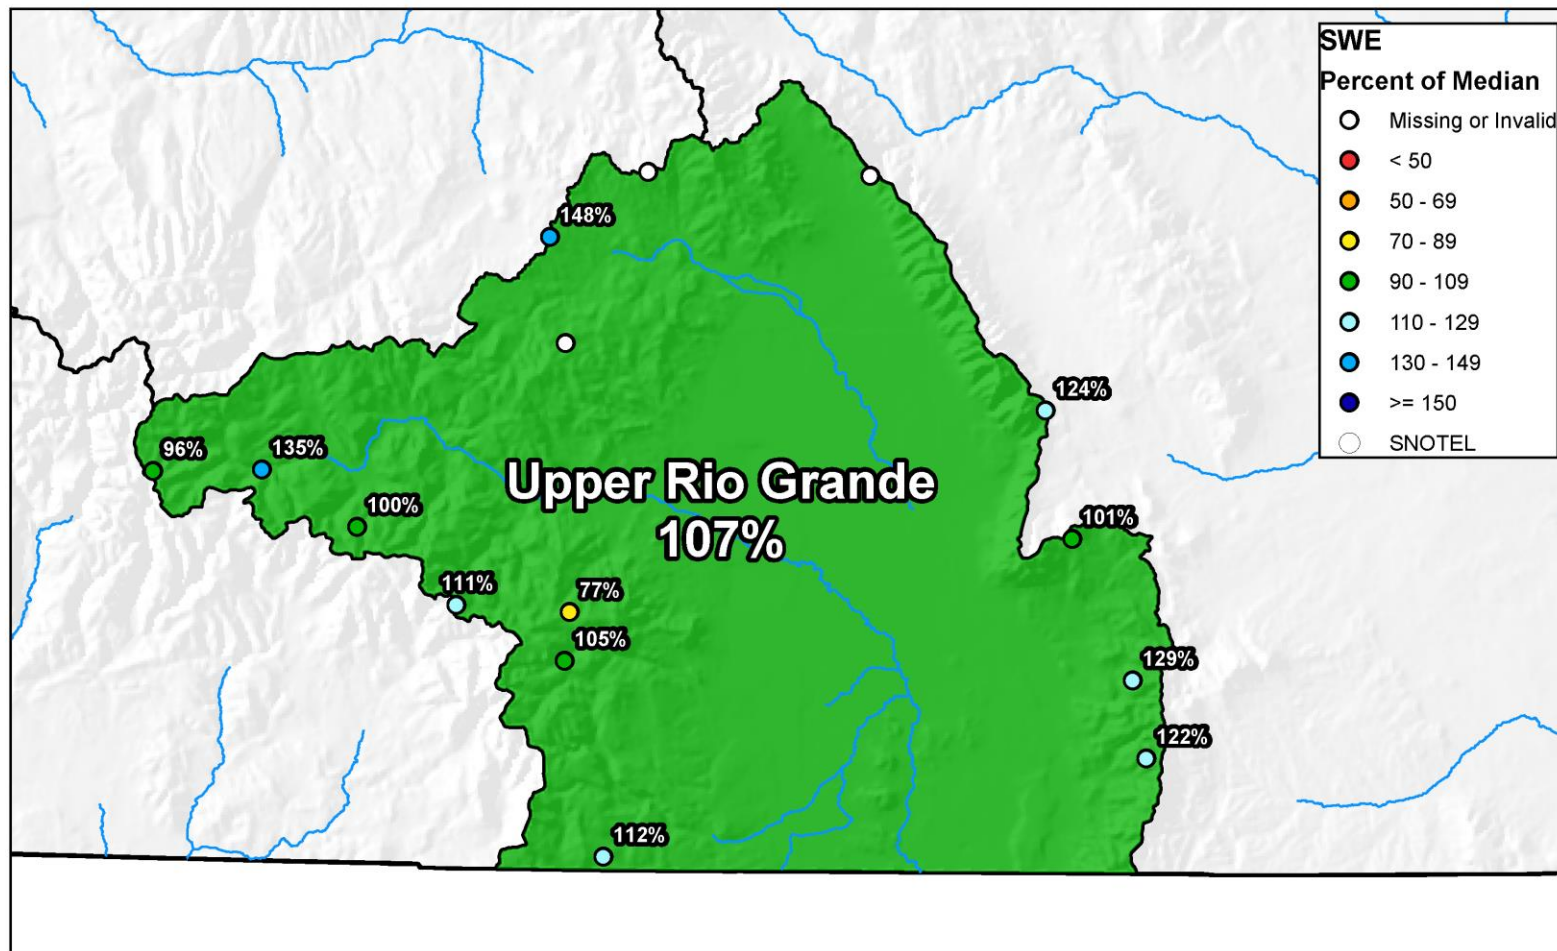 SWE
Percent of Median
Missing or Invalid
< 50
50 - 69
70 - 89
90 - 109
110 - 129
130 - 149
>= 150
SNOTEL
148%
124%
96%
135%
100%
Upper Rio Grande
107%
101%
111%
77%
105%
129%
122%
112%